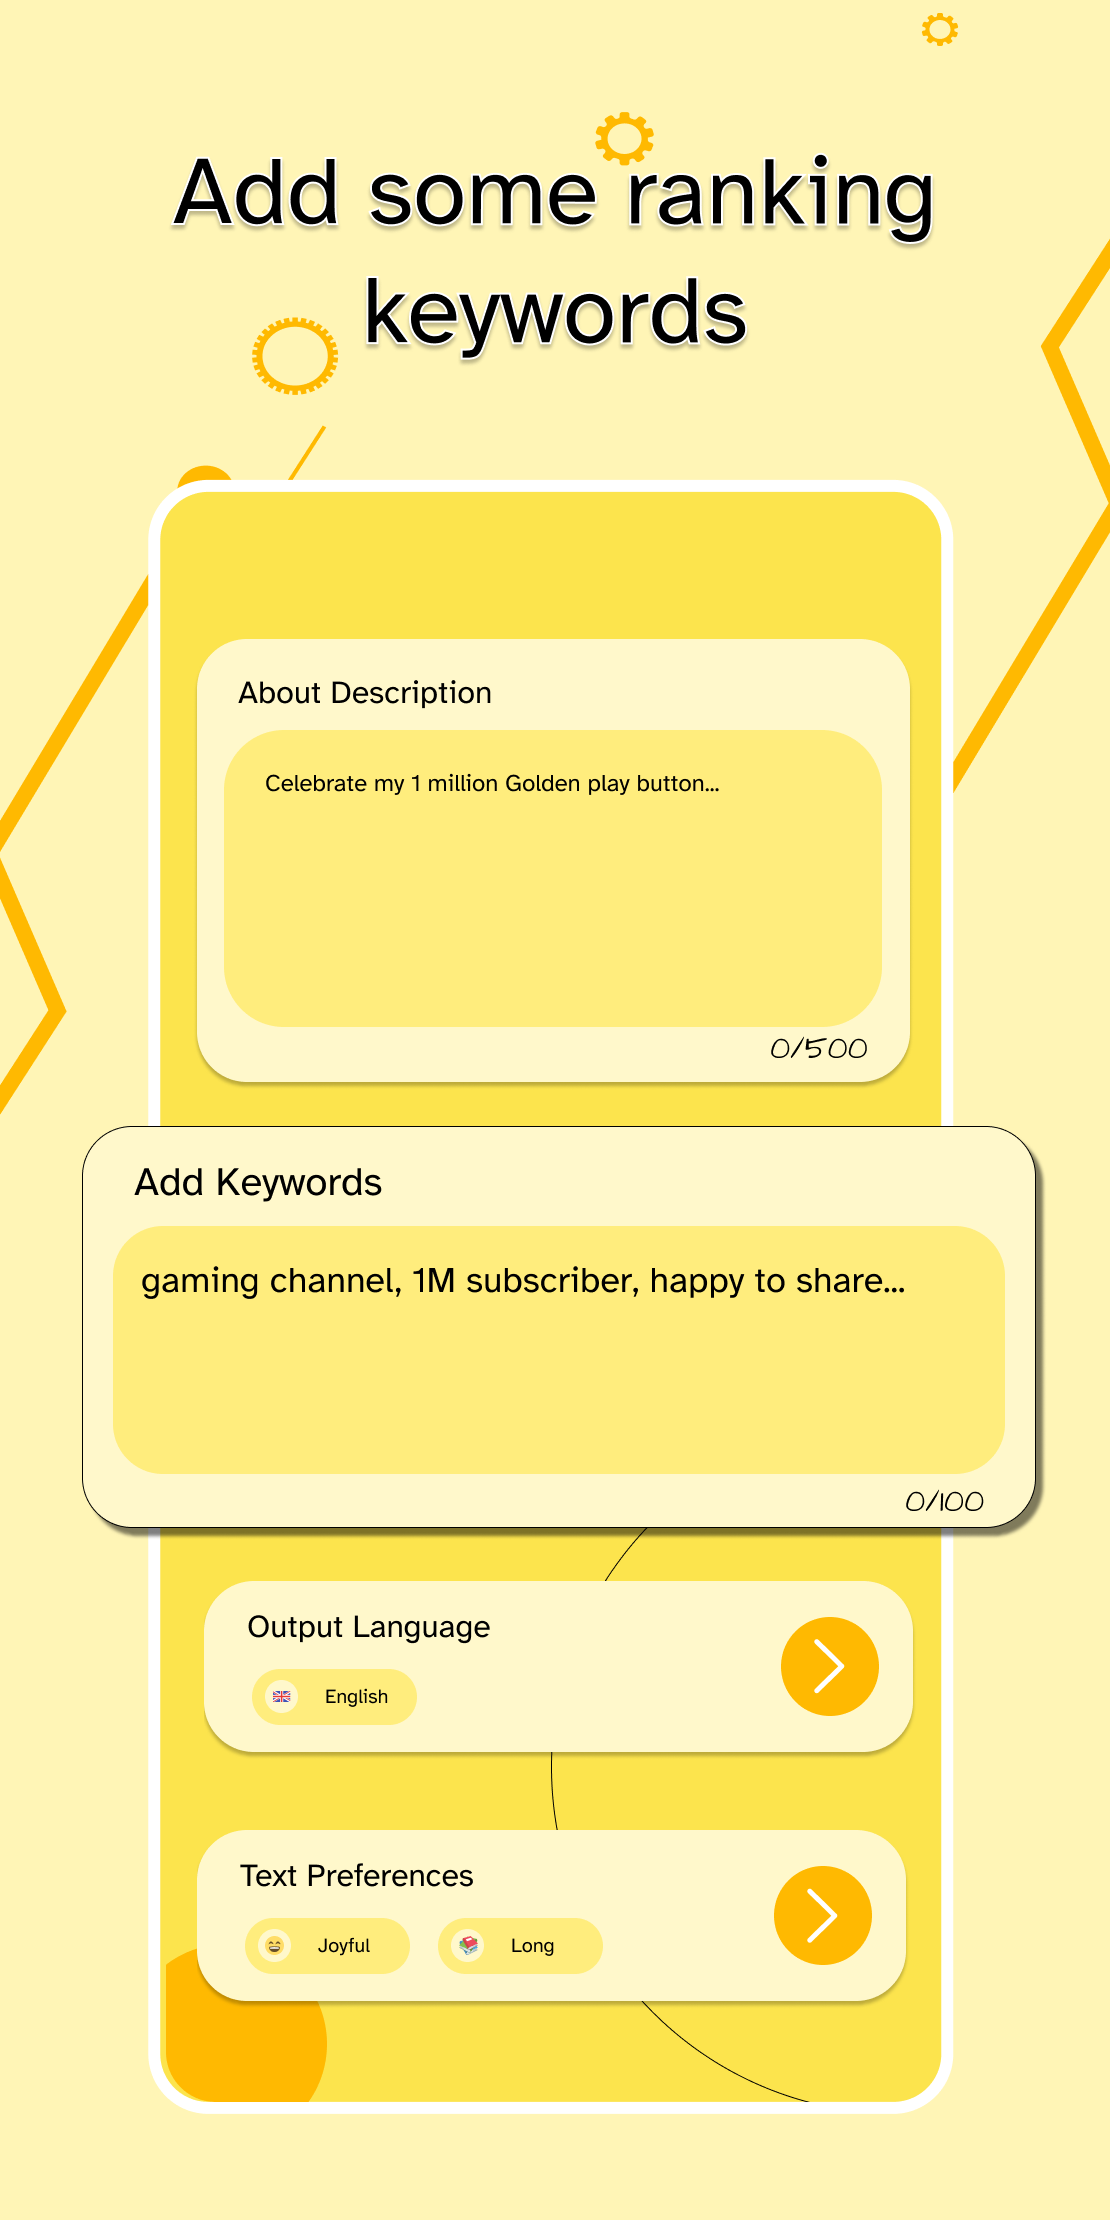 Add some ranking
keywords
About Description
Celebrate my 1 million Golden play button...
0/500
Add Keywords
gaming channel, 1M subscriber, happy to share...
0/100
Output Language
English
Text Preferences
Joyful
Long